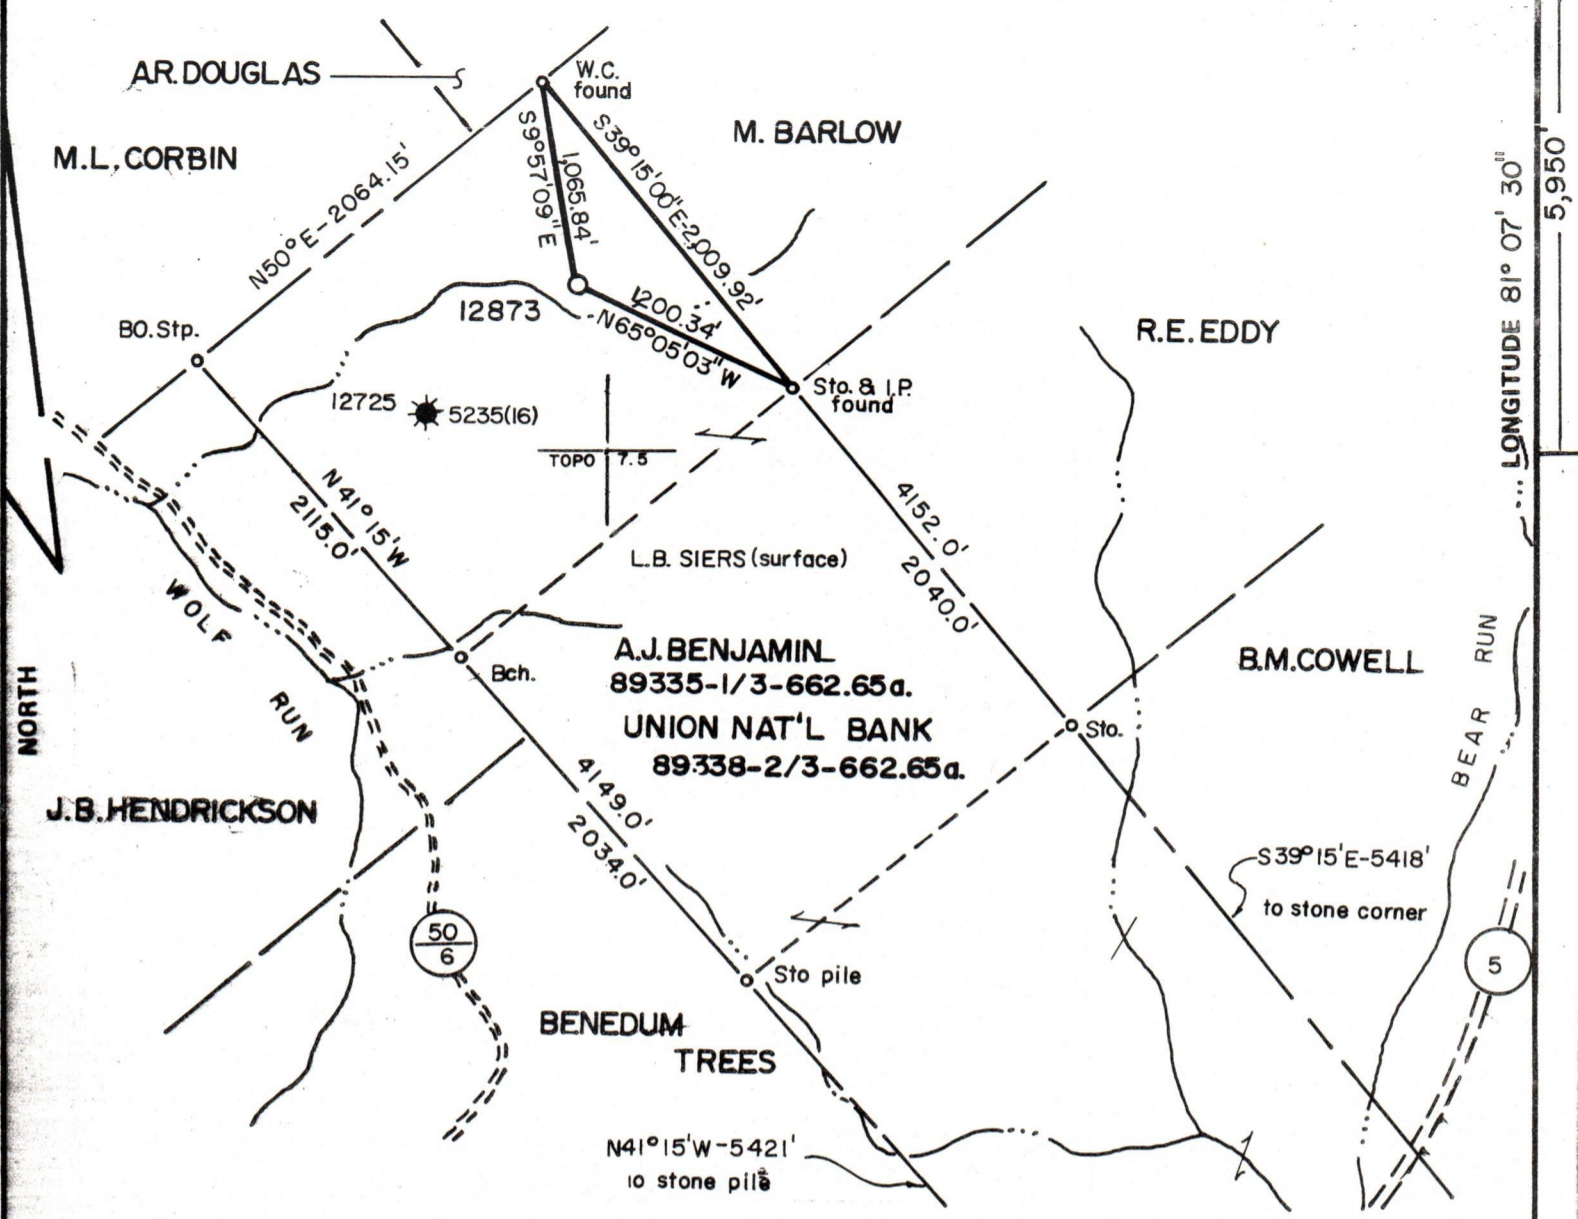 A.R. DOUGLAS
W.C.
found
M. BARLOW
M.L. CORBIN
S39°15'00"E-2,009.92'
S9°57'09"E
1,065.84'
N50°E-2064.15'
LONGITUDE 81° 07' 30"
5,950'
12873
1200.34'
N65°05'03"W
BO. Stp.
R.E. EDDY
Sto. & I.P.
found
12725
5235(16)
TOPO 7.5
N41°15'W
2115.0'
4152.0'
2040.0'
L.B. SIERS (surface)
WOLF
RUN
A.J. BENJAMIN
89335-1/3-662.65a.
UNION NAT'L BANK
89338-2/3-662.65a.
Bch.
B.M. COWELL
BEAR RUN
NORTH
Sto.
J.B. HENDRICKSON
4149.0'
2034.0'
S39°15'E-5418'
to stone corner
50
6
5
Sto pile
BENEDUM
TREES
N41°15'W-5421'
to stone pile